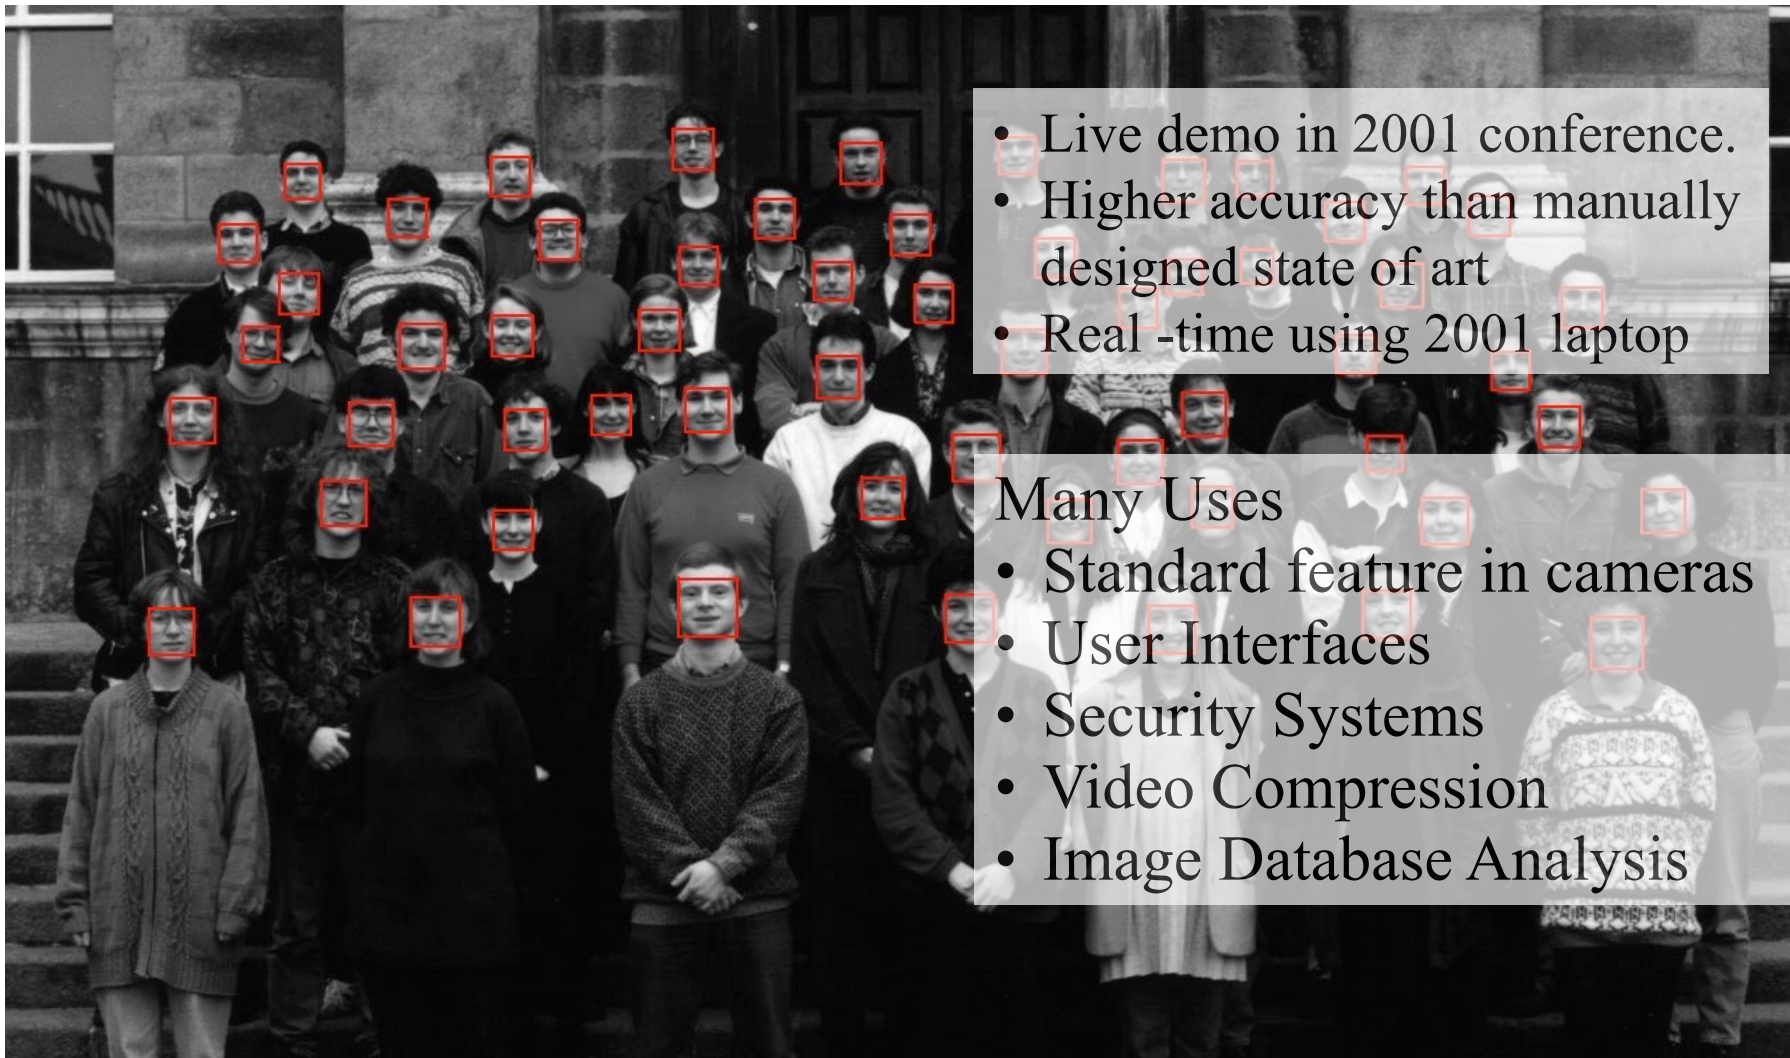 • Live demo in 2001 conference.
• Higher accuracy than manually
designed state of art
• Real -time using 2001 laptop
Many Uses
• Standard feature in cameras
• User Interfaces
• Security Systems
• Video Compression
• Image Database Analysis